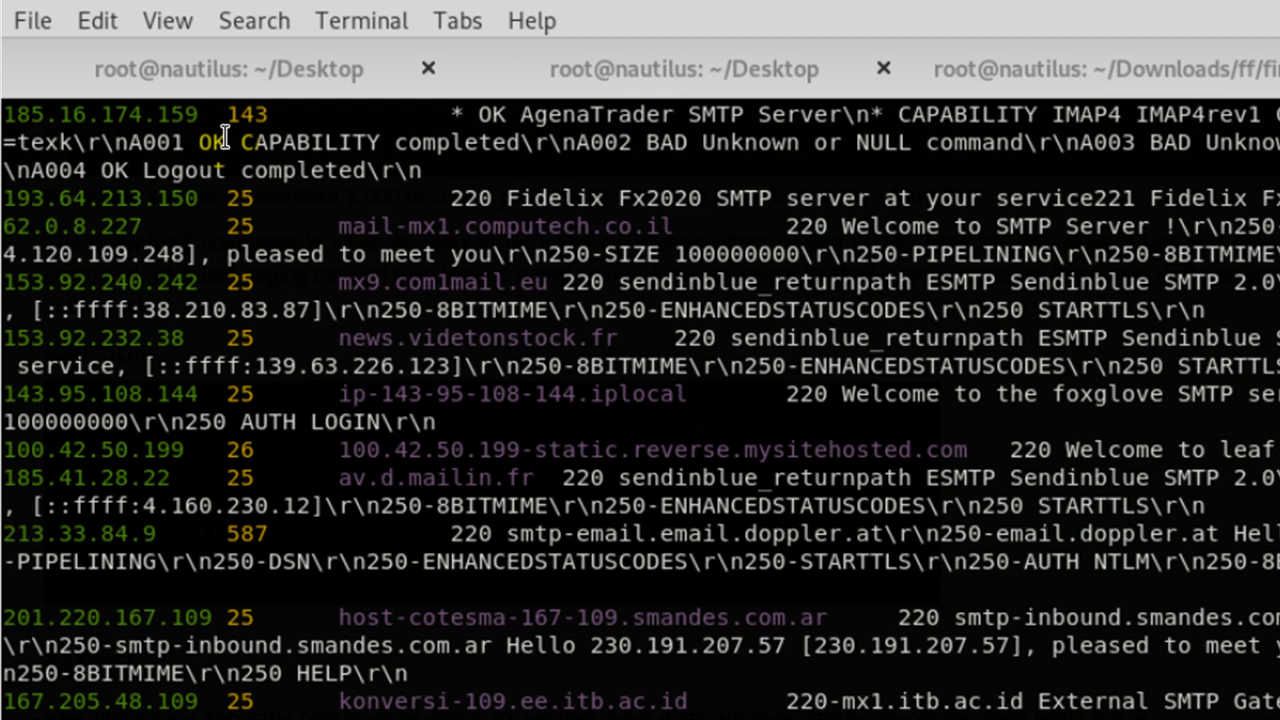 File Edit View Search Terminal Tabs Help
root@nautilus: ~/Desktop × root@nautilus: ~/Desktop × root@nautilus: ~/Downloads/ff/fi
185.16.174.159 143 * OK AgenaTrader SMTP Server\n* CAPABILITY IMAP4 IMAP4rev1
=texk\r\nA001 OK CAPABILITY completed\r\nA002 BAD Unknown or NULL command\r\nA003 BAD Unkno
\nA004 OK Logout completed\r\n
193.64.213.150 25 220 Fidelix Fx2020 SMTP server at your service221 Fidelix F
62.0.8.227 25 mail-mx1.computech.co.il 220 Welcome to SMTP Server !\r\n250
4.120.109.248], pleased to meet you\r\n250-SIZE 100000000\r\n250-PIPELINING\r\n250-8BITIME
153.92.240.242 25 mx9.com1mail.eu 220 sendinblue_returnpath ESMTP Sendinblue SMTP 2.0
, [::ffff:38.210.83.87]\r\n250-8BITMIME\r\n250-ENHANCEDSTATUSCODES\r\n250 STARTTLS\r\n
153.92.232.38 25 news.videtonstock.fr 220 sendinblue_returnpath ESMTP Sendinblue S
service, [::ffff:139.63.226.123]\r\n250-8BITMIME\r\n250-ENHANCEDSTATUSCODES\r\n250 STARTTLS
143.95.108.144 25 ip-143-95-108-144.iplocal 220 Welcome to the foxglove SMTP se
100000000\r\n250 AUTH LOGIN\r\n
100.42.50.199 26 100.42.50.199-static.reverse.mysitehosted.com 220 Welcome to leaf
185.41.28.22 25 av.d.mailin.fr 220 sendinblue_returnpath ESMTP Sendinblue SMTP 2.0
, [::ffff:4.160.230.12]\r\n250-8BITMIME\r\n250-ENHANCEDSTATUSCODES\r\n250 STARTTLS\r\n
213.33.84.9 587 220 smtp-email.email.doppler.at\r\n250-email.doppler.at Hel
-PIPELINING\r\n250-DSN\r\n250-ENHANCEDSTATUSCODES\r\n250-STARTTLS\r\n250-AUTH NTLM\r\n250-8
201.220.167.109 25 host-cotesma-167-109.smandes.com.ar 220 smtp-inbound.smandes.co
\r\n250-smtp-inbound.smandes.com.ar Hello 230.191.207.57 [230.191.207.57], pleased to meet
n250-8BITMIME\r\n250 HELP\r\n
167.205.48.109 25 konversi-109.ee.itb.ac.id 220-mx1.itb.ac.id External SMTP Gat